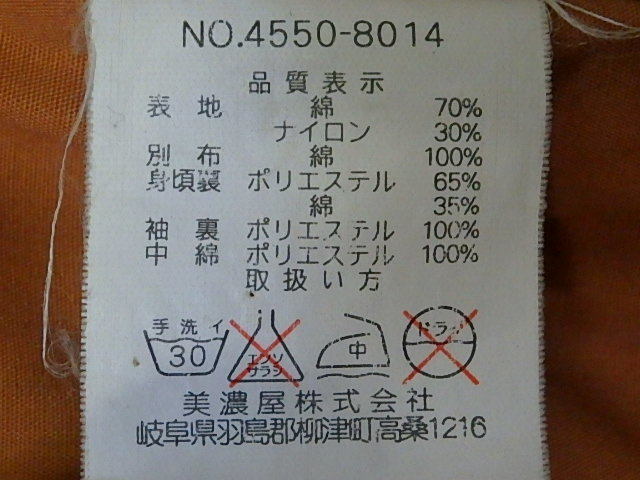 NO.4550-8014
品質表示
表地 綿 70%
ナイロン 30%
別布 綿 100%
身頃裏 ポリエステル 65%
綿 35%
袖裏 ポリエステル 100%
中綿 ポリエステル 100%
取扱い方
手洗イ エンソサラシ 中 ドライ
30
美濃屋株式会社
岐阜県羽島郡柳津町高桑1216